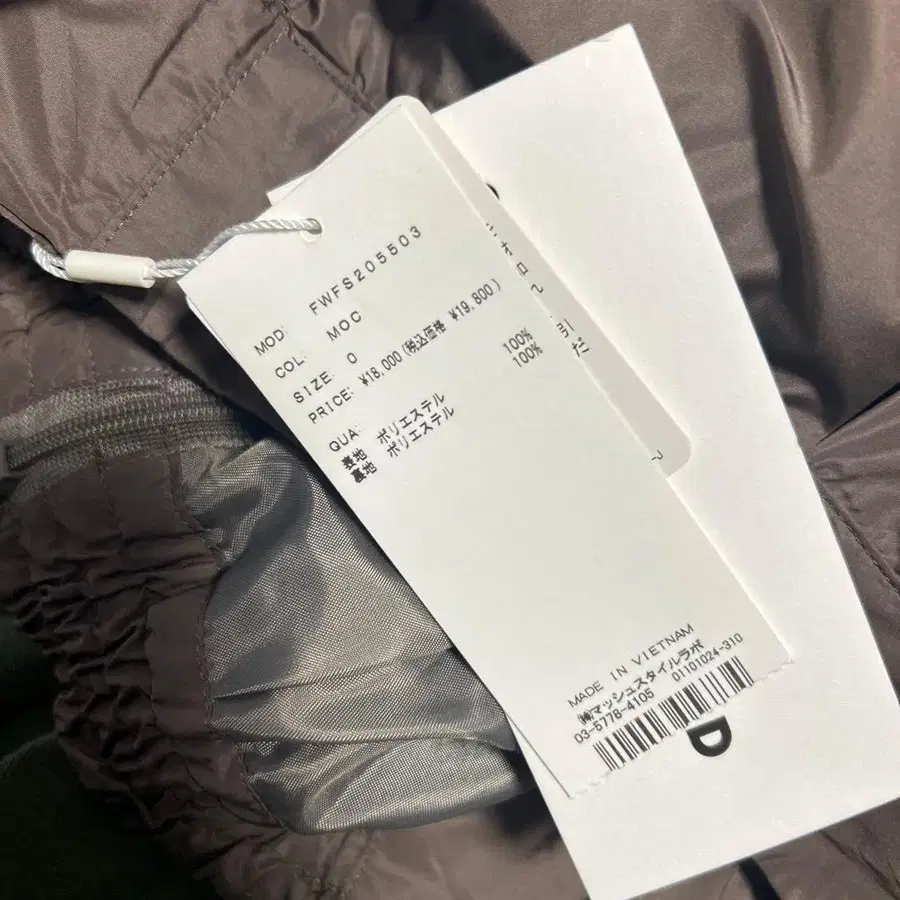 MOD: FWFS205503
COL: MOC
SIZE: 0
PRICE: ¥18,000(税込価格 ¥19,800)
QUA:
表地 ポリエステル 100%
裏地 ポリエステル 100%
MADE IN VIETNAM
㈱マッシュスタイルラボ
03-5778-4105 01101024-310
D